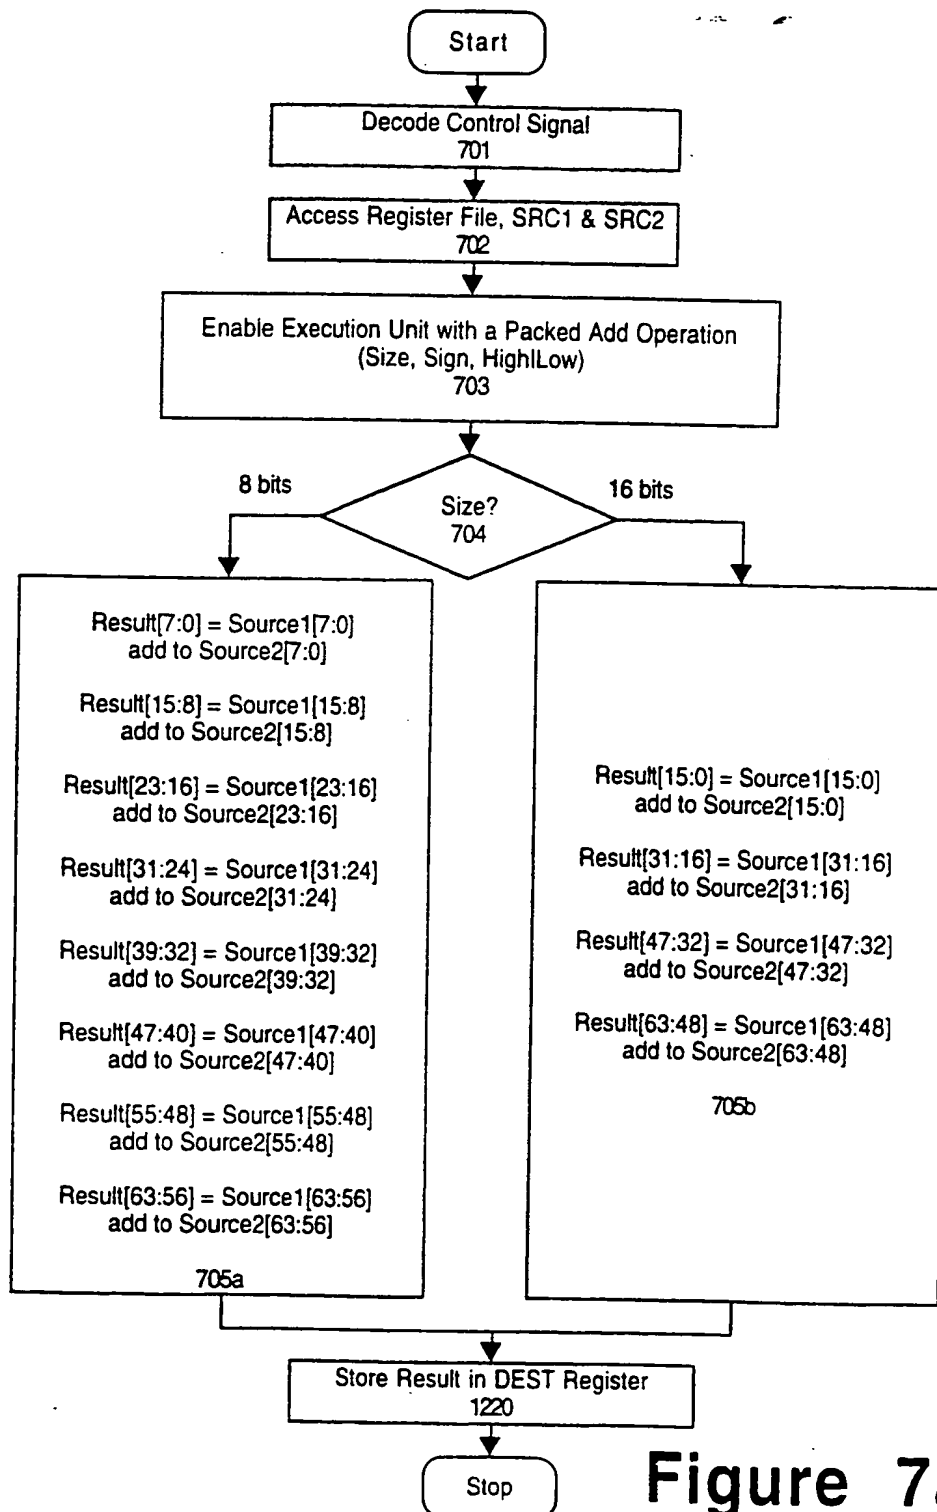 Start
Decode Control Signal
701
Access Register File, SRC1 & SRC2
702
Enable Execution Unit with a Packed Add Operation
(Size, Sign, High|Low)
703
8 bits
Size?
704
16 bits
Result[7:0] = Source1[7:0]
add to Source2[7:0]
Result[15:8] = Source1[15:8]
add to Source2[15:8]
Result[23:16] = Source1[23:16]
add to Source2[23:16]
Result[31:24] = Source1[31:24]
add to Source2[31:24]
Result[39:32] = Source1[39:32]
add to Source2[39:32]
Result[47:40] = Source1[47:40]
add to Source2[47:40]
Result[55:48] = Source1[55:48]
add to Source2[55:48]
Result[63:56] = Source1[63:56]
add to Source2[63:56]
705a
Result[15:0] = Source1[15:0]
add to Source2[15:0]
Result[31:16] = Source1[31:16]
add to Source2[31:16]
Result[47:32] = Source1[47:32]
add to Source2[47:32]
Result[63:48] = Source1[63:48]
add to Source2[63:48]
705b
Store Result in DEST Register
1220
Stop
Figure 7